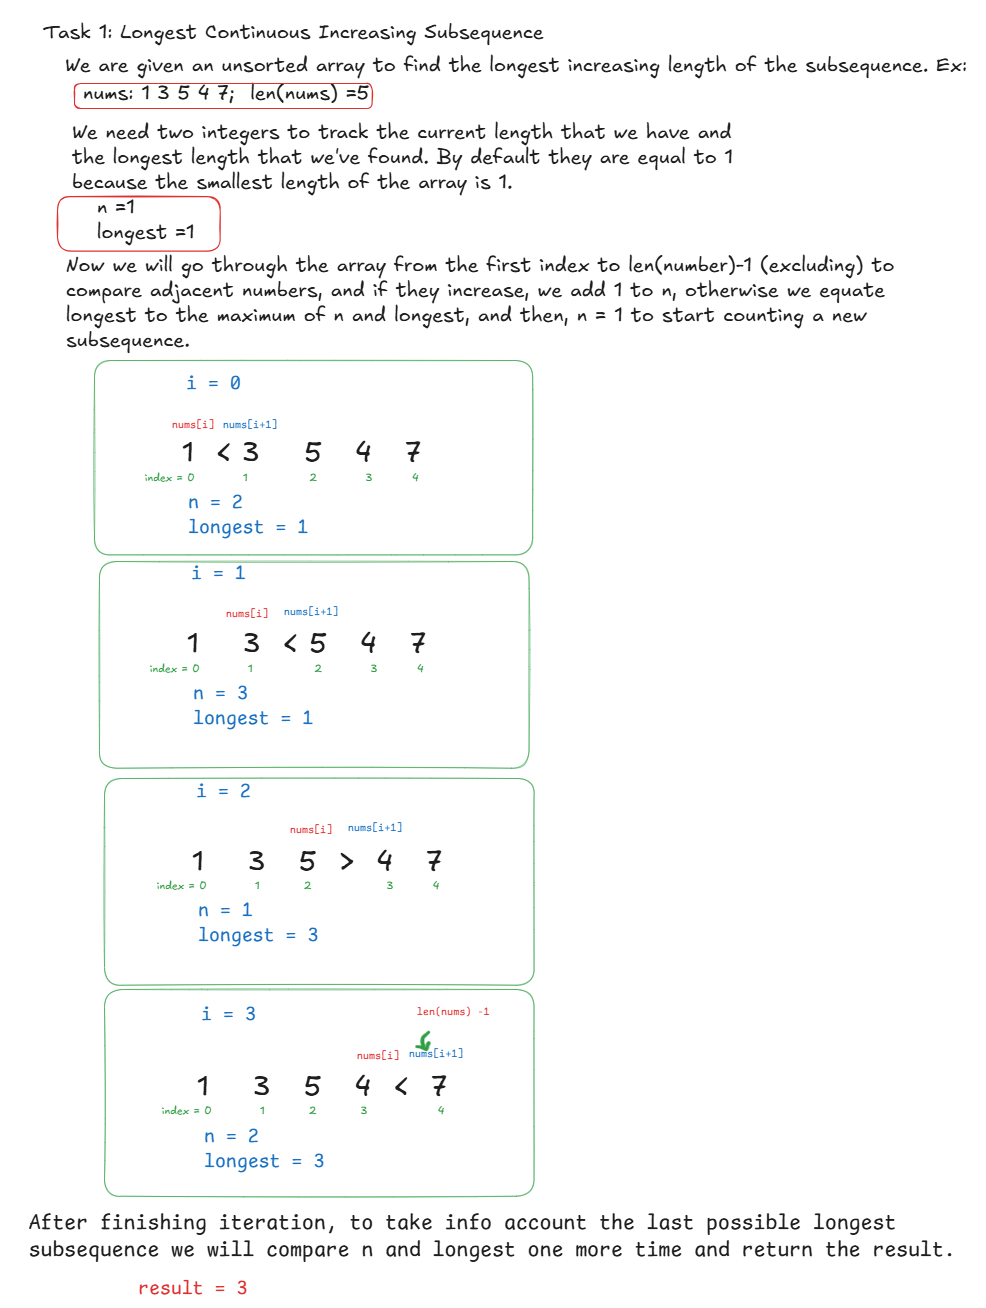 Task 1: Longest Continuous Increasing Subsequence
We are given an unsorted array to find the longest increasing length of the subsequence. Ex:
nums: 1 3 5 4 7; len(nums) =5
We need two integers to track the current length that we have and
the longest length that we've found. By default they are equal to 1
because the smallest length of the array is 1.
n =1
longest =1
Now we will go through the array from the first index to len(number)-1 (excluding) to
compare adjacent numbers, and if they increase, we add 1 to n, otherwise we equate
longest to the maximum of n and longest, and then, n = 1 to start counting a new
subsequence.
i = 0
nums[i] nums[i+1]
1 < 3 5 4 7
index = 0 1 2 3 4
n = 2
longest = 1
i = 1
nums[i] nums[i+1]
1 3 < 5 4 7
index = 0 1 2 3 4
n = 3
longest = 1
i = 2
nums[i] nums[i+1]
1 3 5 > 4 7
index = 0 1 2 3 4
n = 1
longest = 3
i = 3
len(nums) -1
nums[i] nums[i+1]
1 3 5 4 < 7
index = 0 1 2 3 4
n = 2
longest = 3
After finishing iteration, to take info account the last possible longest
subsequence we will compare n and longest one more time and return the result.
result = 3